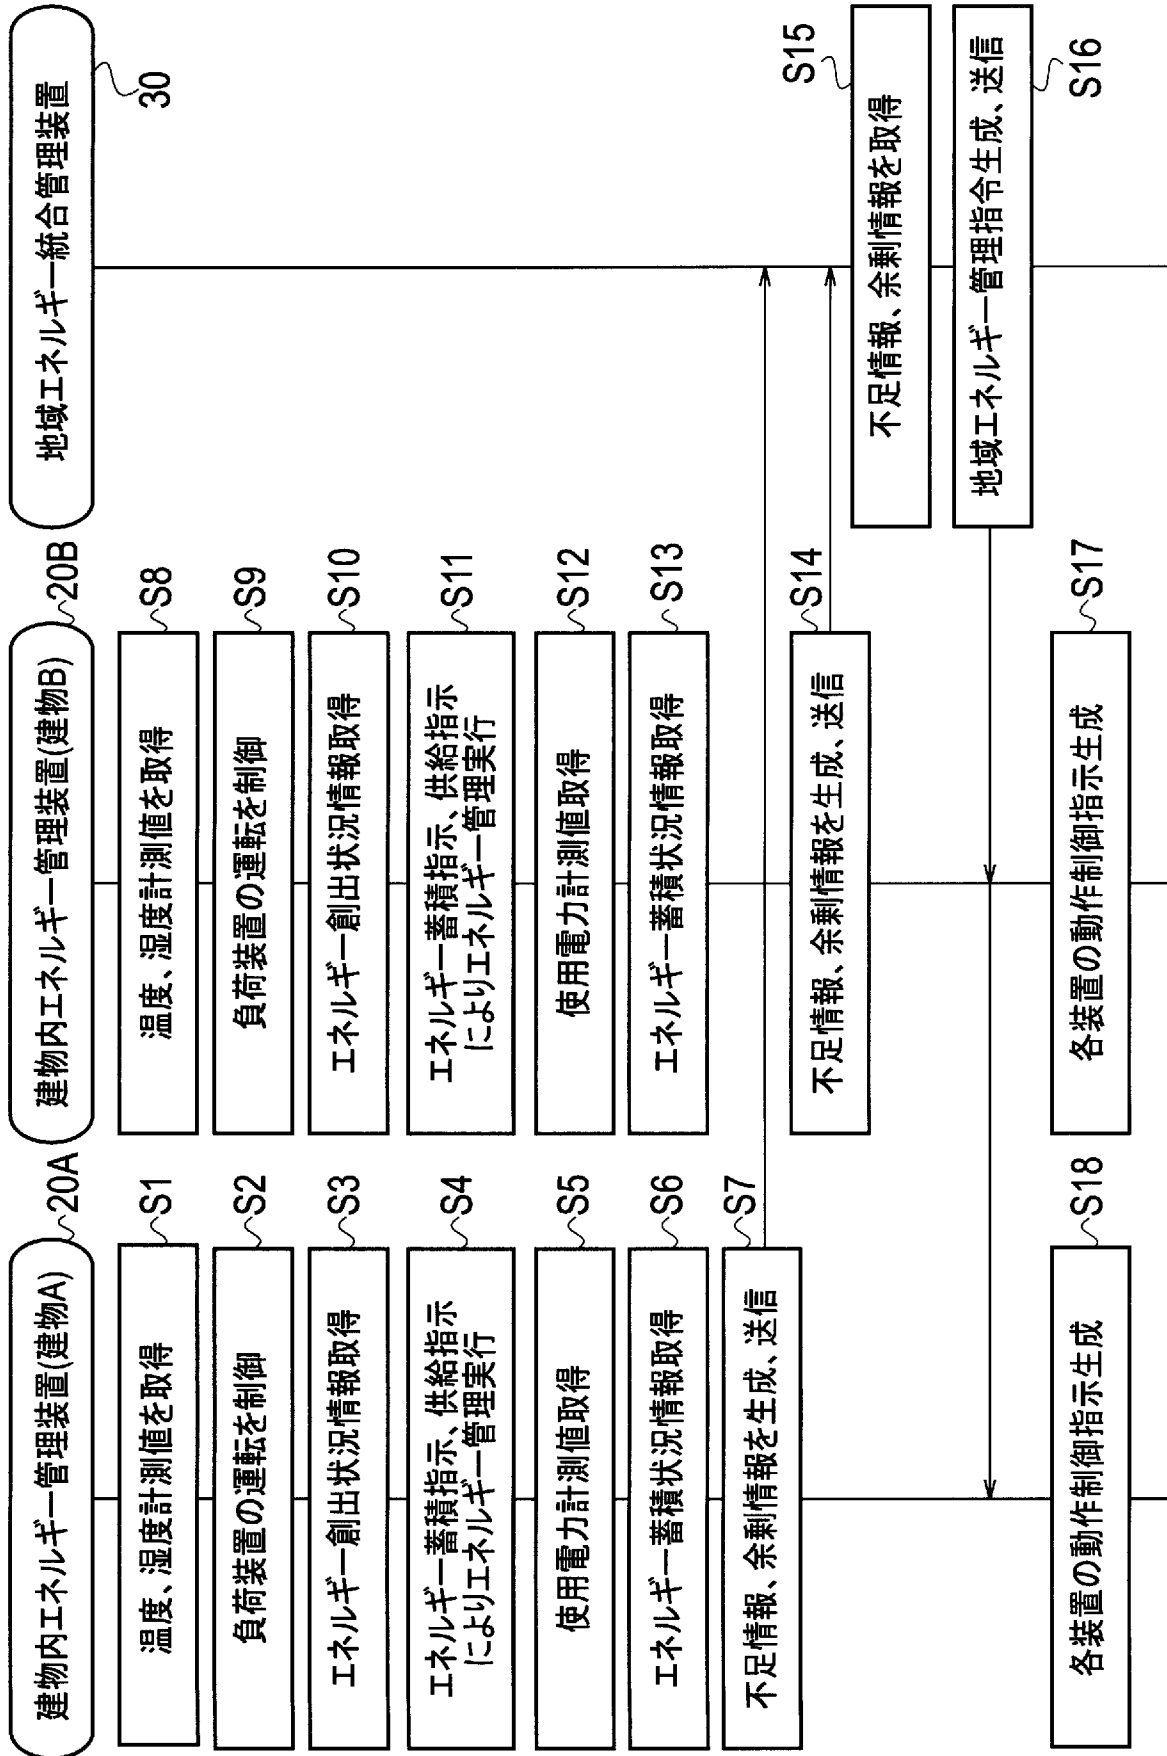 建物内エネルギー管理装置(建物A)
20A
温度、湿度計測値を取得
S1
負荷装置の運転を制御
S2
エネルギー創出状況情報取得
S3
エネルギー蓄積指示、供給指示
によりエネルギー管理実行
S4
使用電力計測値取得
S5
エネルギー蓄積状況情報取得
S6
不足情報、余剰情報を生成、送信
S7
各装置の動作制御指示生成
S18
建物内エネルギー管理装置(建物B)
20B
温度、湿度計測値を取得
S8
負荷装置の運転を制御
S9
エネルギー創出状況情報取得
S10
エネルギー蓄積指示、供給指示
によりエネルギー管理実行
S11
使用電力計測値取得
S12
エネルギー蓄積状況情報取得
S13
不足情報、余剰情報を生成、送信
S14
各装置の動作制御指示生成
S17
地域エネルギー統合管理装置
30
不足情報、余剰情報を取得
S15
地域エネルギー管理指令生成、送信
S16